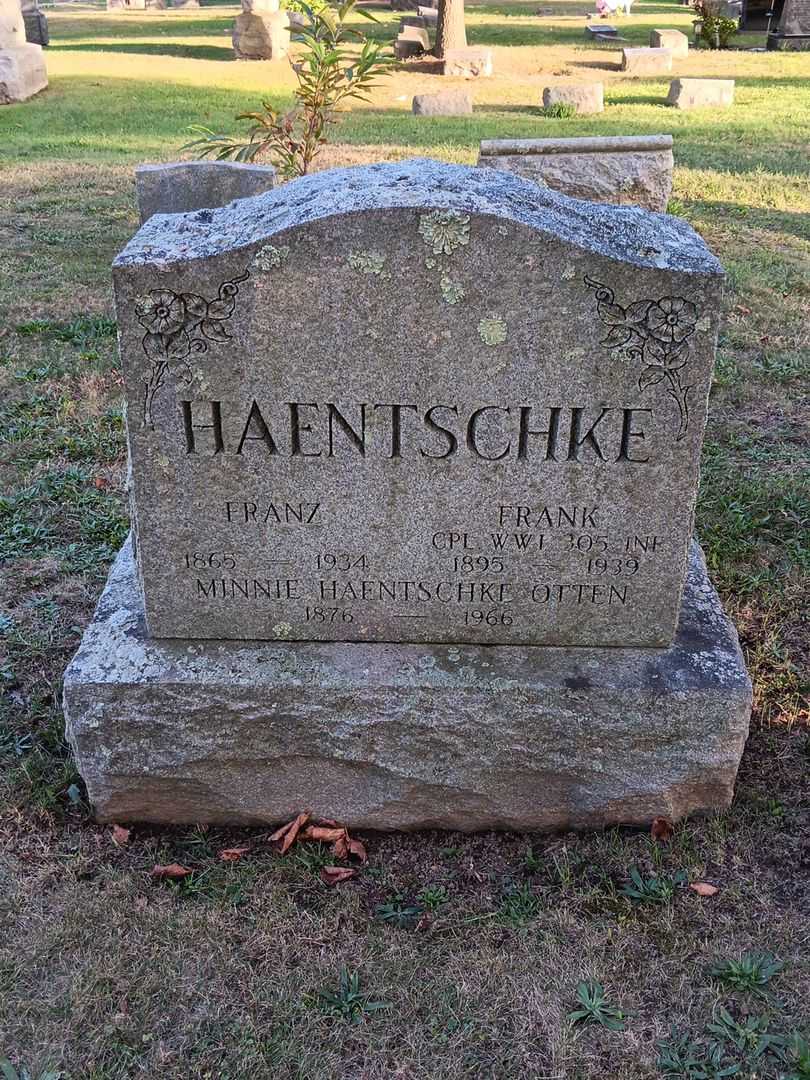 HAENTSCHKE
FRANZ FRANK
CPL WWI 305 INF
1865 — 1934 1895 — 1939
MINNIE HAENTSCHKE OTTEN
1876 — 1966